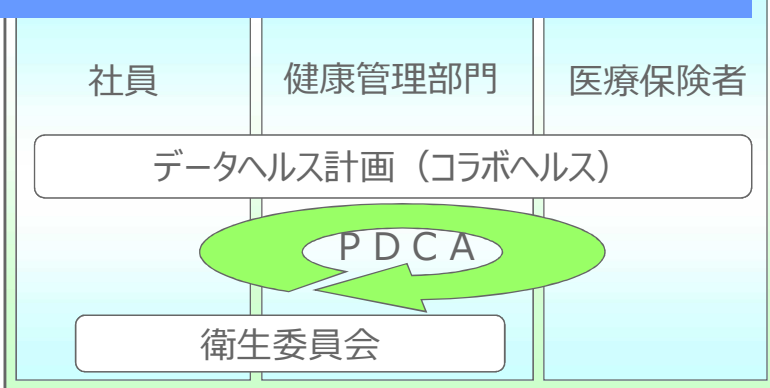 社員
健康管理部門
医療保険者
データヘルス計画（コラボヘルス）
ＰＤＣＡ
衛生委員会